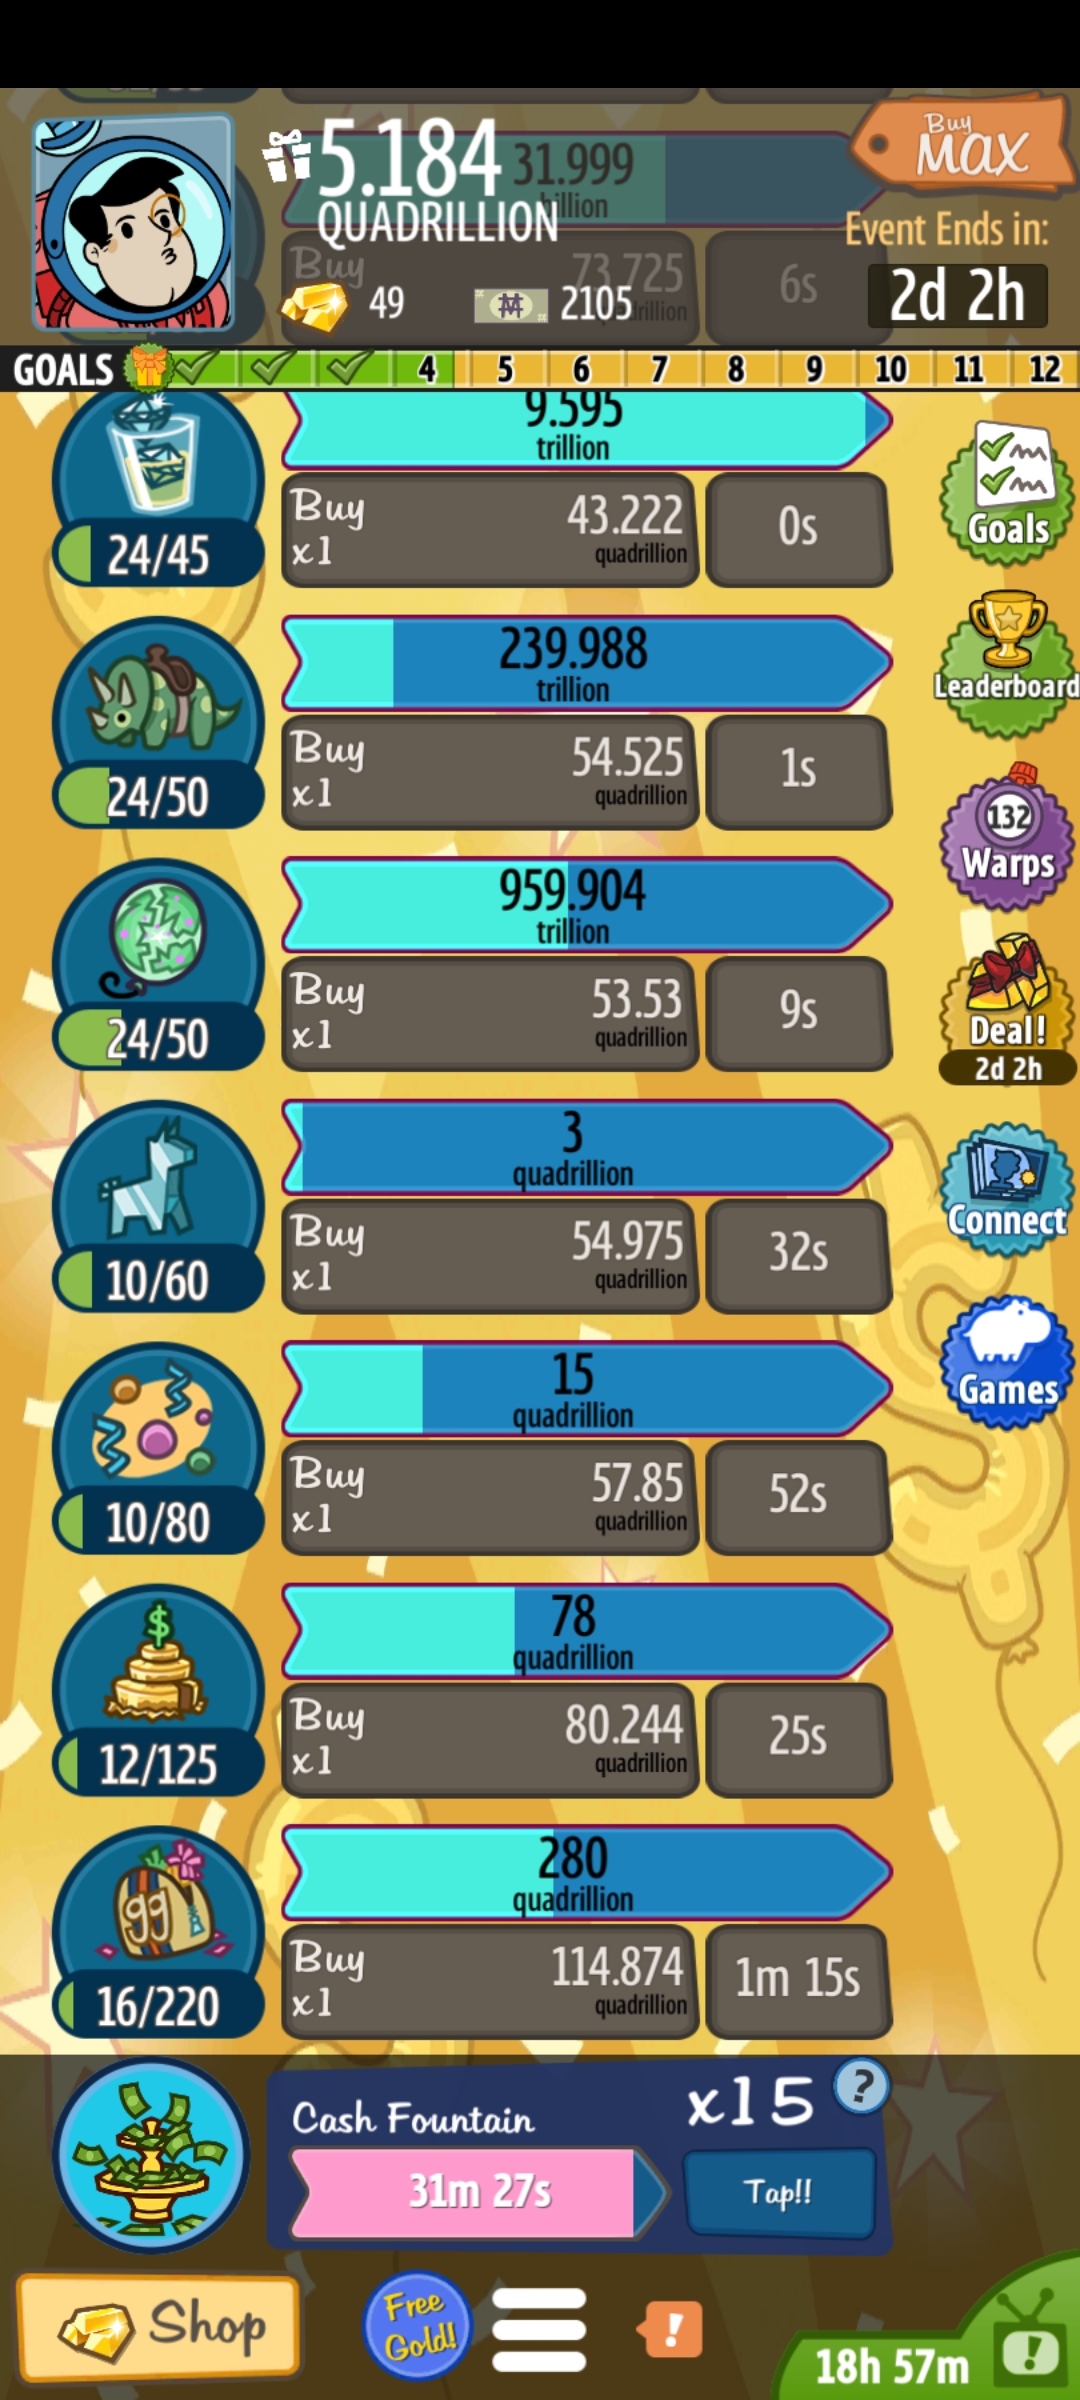 5.184
QUADRILLION
31.999
Buy
MAX
Event Ends in:
2d 2h
Buy
73.725
6s
49
2105
GOALS
4 5 6 7 8 9 10 11 12
9.595
trillion
24/45
Buy
x1
43.222
quadrillion
0s
Goals
239.988
trillion
24/50
Buy
x1
54.525
quadrillion
1s
Leaderboard
132
Warps
959.904
trillion
24/50
Buy
x1
53.53
quadrillion
9s
Deal!
2d 2h
3
quadrillion
10/60
Buy
x1
54.975
quadrillion
32s
Connect
15
quadrillion
10/80
Buy
x1
57.85
quadrillion
52s
Games
78
quadrillion
$
12/125
Buy
x1
80.244
quadrillion
25s
280
quadrillion
99
16/220
Buy
x1
114.874
quadrillion
1m 15s
Cash Fountain
x15
?
31m 27s
Tap!!
Shop
Free
Gold!
!
18h 57m
!